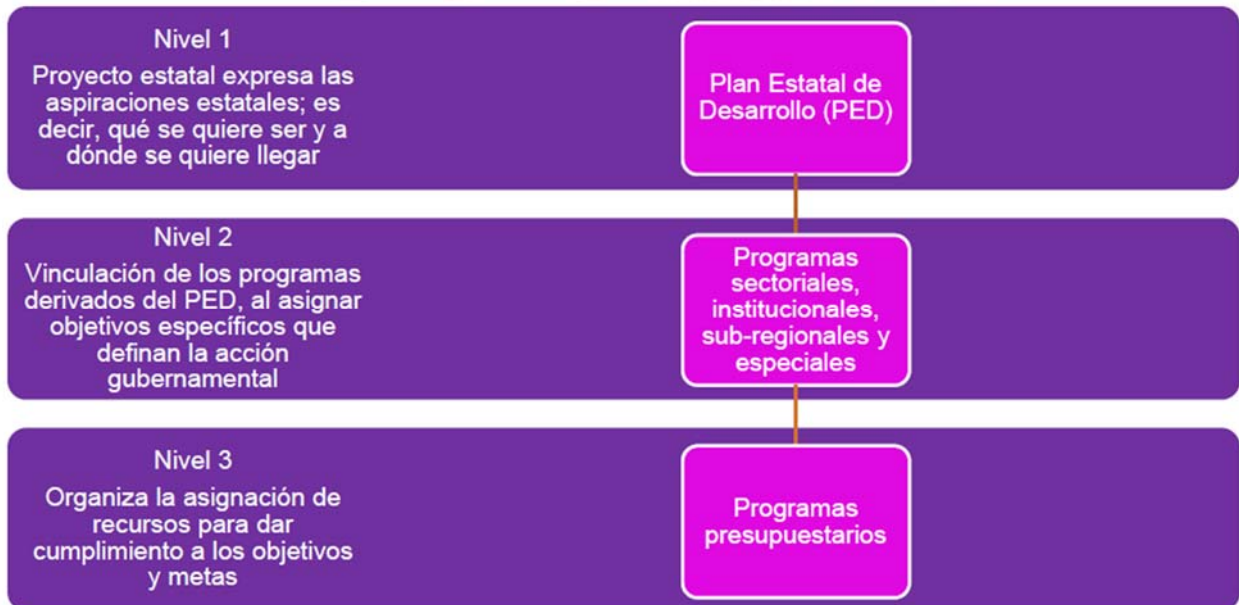 Nivel 1
Proyecto estatal expresa las
aspiraciones estatales; es
decir, qué se quiere ser y a
dónde se quiere llegar
Plan Estatal de
Desarrollo (PED)
Nivel 2
Vinculación de los programas
derivados del PED, al asignar
objetivos específicos que
definan la acción
gubernamental
Programas
sectoriales,
institucionales,
sub-regionales y
especiales
Nivel 3
Organiza la asignación de
recursos para dar
cumplimiento a los objetivos
y metas
Programas
presupuestarios